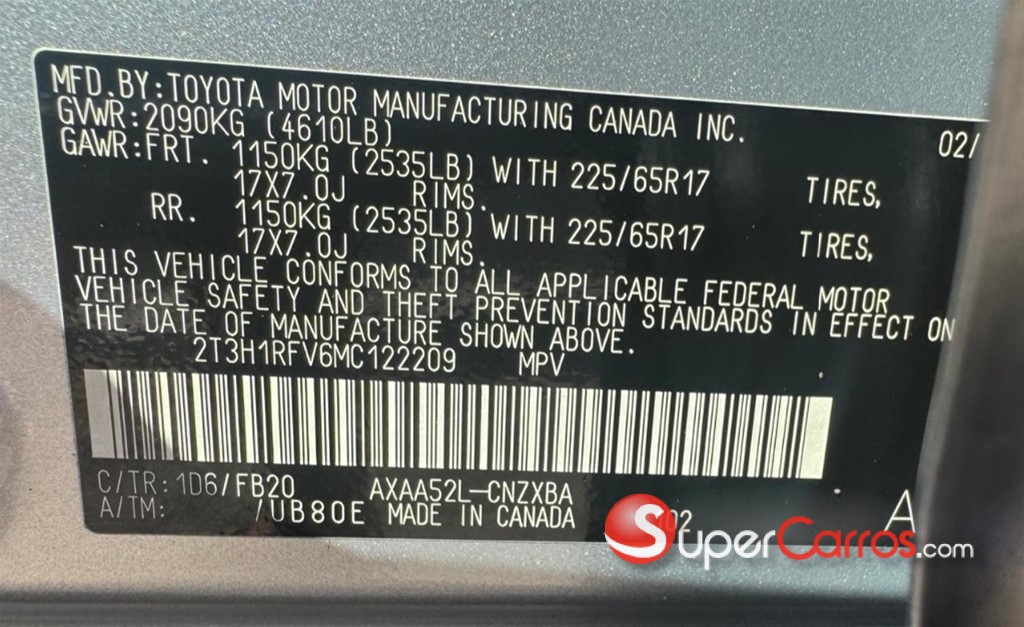 MFD.BY:TOYOTA MOTOR MANUFACTURING CANADA INC. 02/
GVWR:2090KG (4610LB)
GAWR:FRT. 1150KG (2535LB) WITH 225/65R17 TIRES,
17X7.0J RIMS.
RR. 1150KG (2535LB) WITH 225/65R17 TIRES,
17X7.0J RIMS.
THIS VEHICLE CONFORMS TO ALL APPLICABLE FEDERAL MOTOR
VEHICLE SAFETY AND THEFT PREVENTION STANDARDS IN EFFECT ON
THE DATE OF MANUFACTURE SHOWN ABOVE.
2T3H1RFV6MC122209 MPV
C/TR:1D6/FB20 AXAA52L-CNZXBA
A/TM: /UB80E MADE IN CANADA A
SuperCarros.com